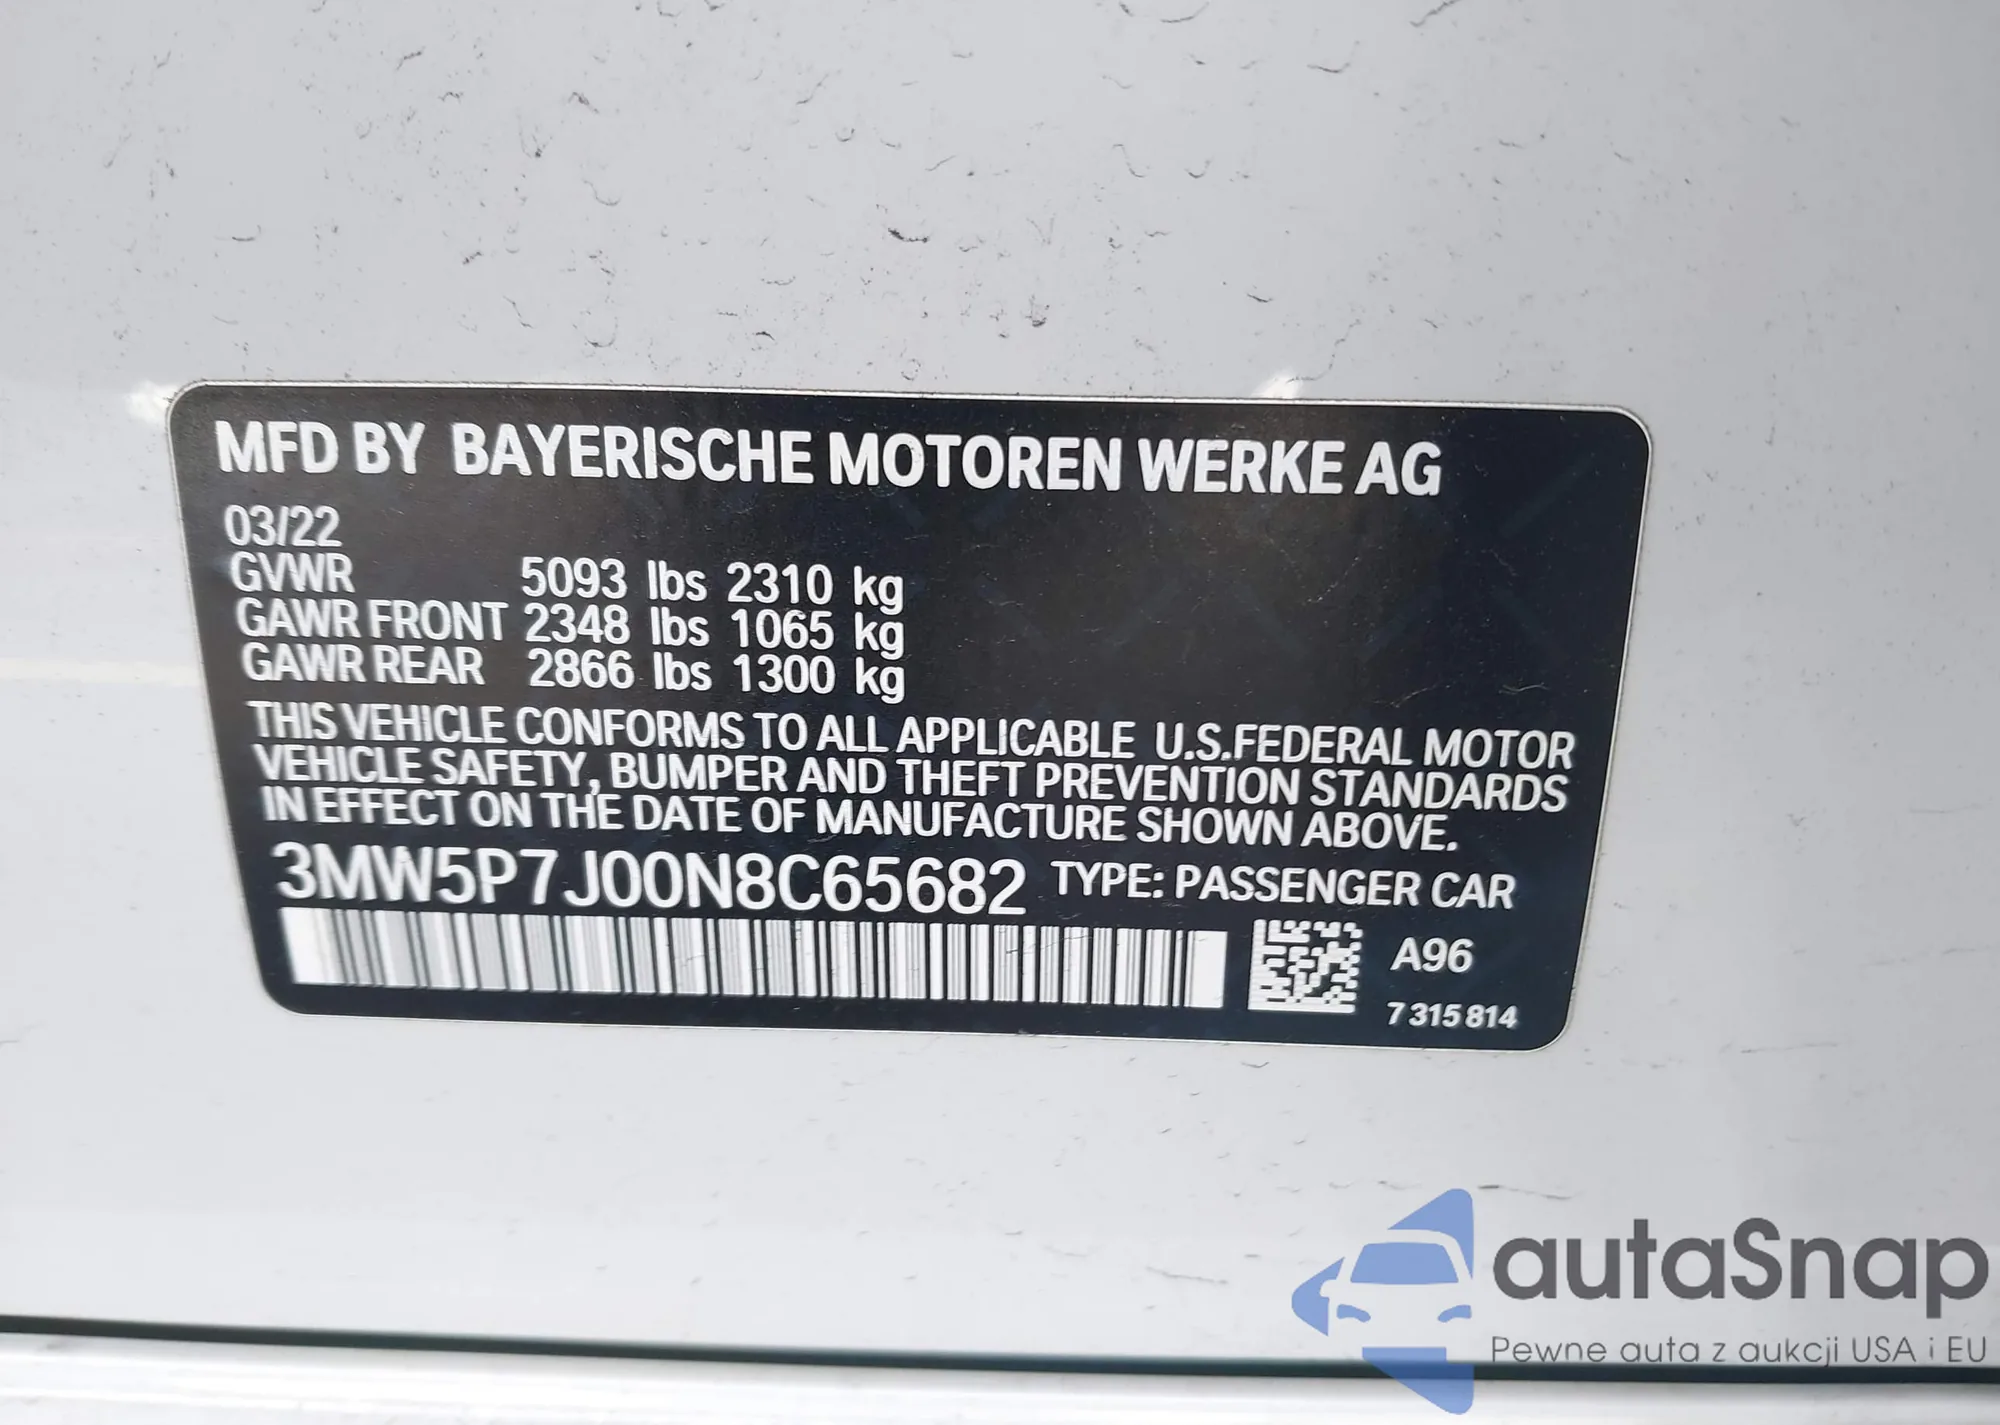 MFD BY BAYERISCHE MOTOREN WERKE AG
03/22
GVWR 5093 lbs 2310 kg
GAWR FRONT 2348 lbs 1065 kg
GAWR REAR 2866 lbs 1300 kg
THIS VEHICLE CONFORMS TO ALL APPLICABLE U.S.FEDERAL MOTOR
VEHICLE SAFETY, BUMPER AND THEFT PREVENTION STANDARDS
IN EFFECT ON THE DATE OF MANUFACTURE SHOWN ABOVE.
3MW5P7J00N8C65682 TYPE: PASSENGER CAR
A96
7 315 814
autaSnap
Pewne auta z aukcji USA i EU